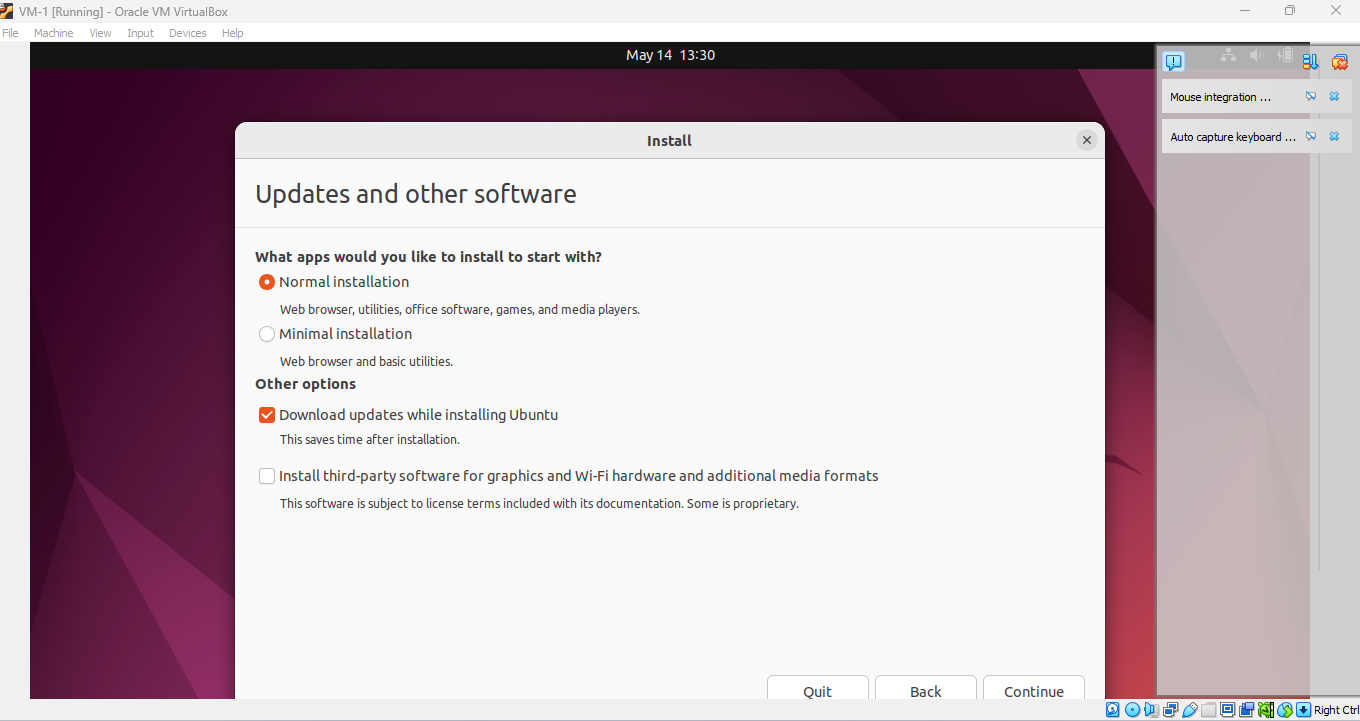 VM-1 [Running] - Oracle VM VirtualBox
File Machine View Input Devices Help
May 14 13:30
Mouse integration ...
Auto capture keyboard ...
Install
Updates and other software
What apps would you like to install to start with?
Normal installation
Web browser, utilities, office software, games, and media players.
Minimal installation
Web browser and basic utilities.
Other options
Download updates while installing Ubuntu
This saves time after installation.
Install third-party software for graphics and Wi-Fi hardware and additional media formats
This software is subject to license terms included with its documentation. Some is proprietary.
Quit Back Continue
Right Ctrl